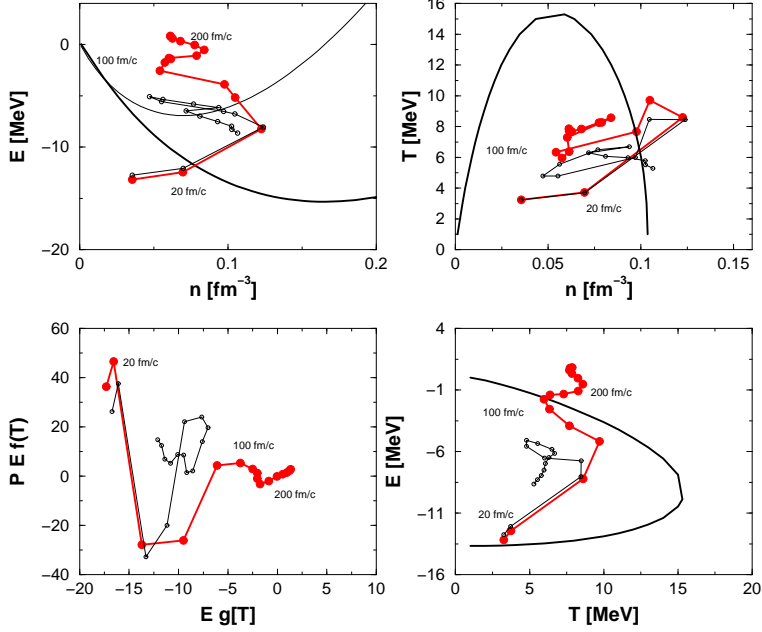 0
−10
−20
E [MeV]
0
0.1
0.2
n [fm⁻³]
100 fm/c
200 fm/c
20 fm/c
16
14
12
10
8
6
4
2
0
T [MeV]
0
0.05
0.1
0.15
n [fm⁻³]
100 fm/c
200 fm/c
20 fm/c
60
40
20
0
−20
−40
P E f(T)
−20
−15
−10
−5
0
5
10
E g[T]
20 fm/c
100 fm/c
200 fm/c
4
−1
−6
−11
−16
E [MeV]
0
5
10
15
20
T [MeV]
200 fm/c
100 fm/c
20 fm/c